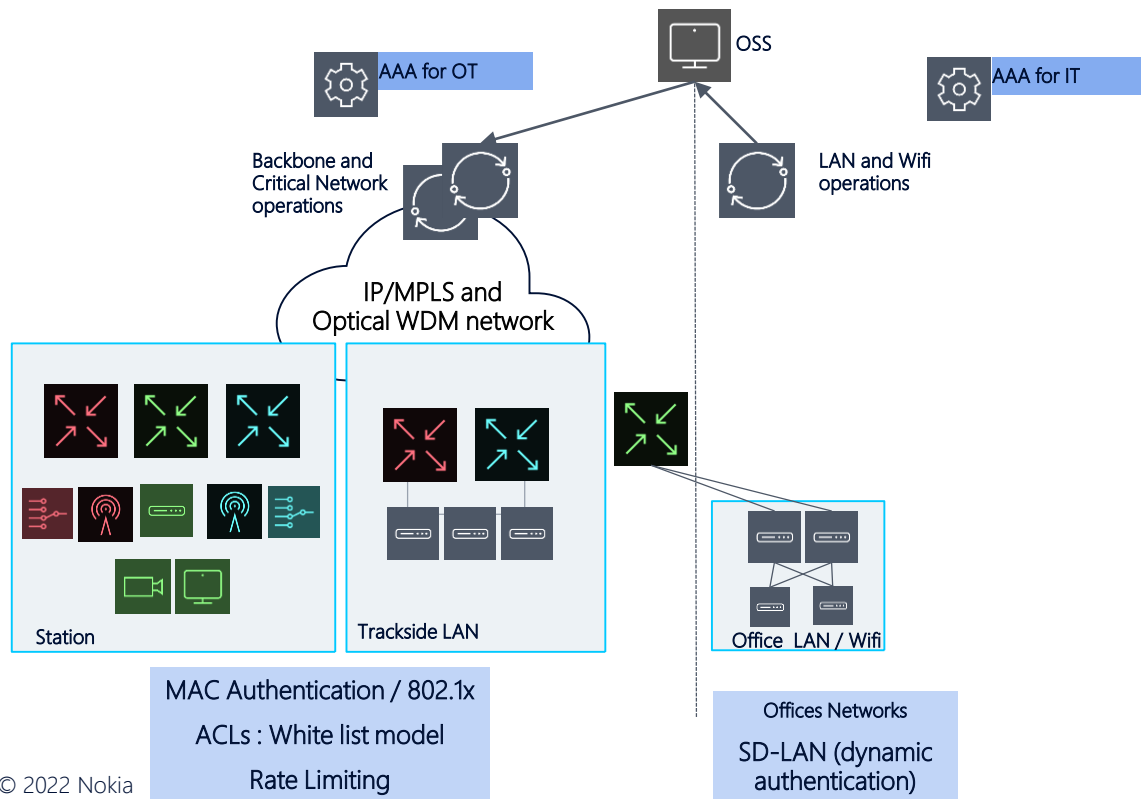 OSS
AAA for OT
AAA for IT
Backbone and
Critical Network
operations
LAN and Wifi
operations
IP/MPLS and
Optical WDM network
Station
Trackside LAN
Office LAN / Wifi
MAC Authentication / 802.1x
ACLs : White list model
Rate Limiting
Offices Networks
SD-LAN (dynamic
authentication)
© 2022 Nokia